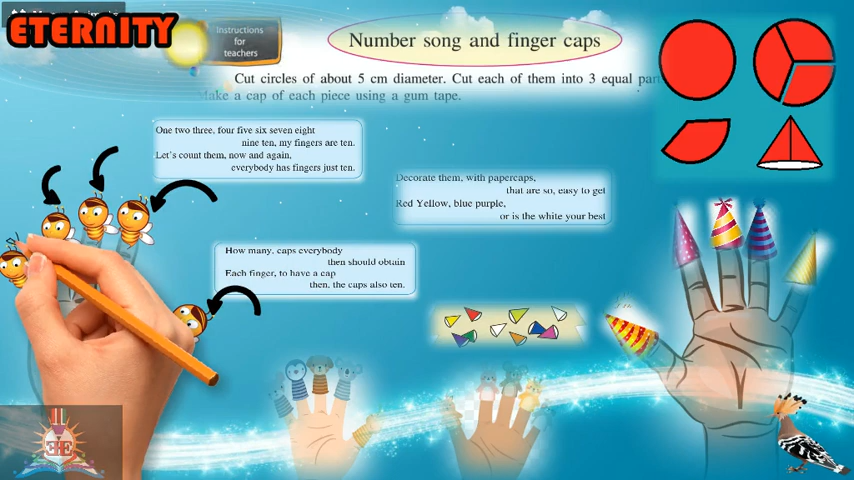 ETERNITY
Instructions
for
teachers
Number song and finger caps
Cut circles of about 5 cm diameter. Cut each of them into 3 equal
Make a cap of each piece using a gum tape.
One two three, four five six seven eight
nine ten, my fingers are ten.
Let's count them, now and again,
everybody has fingers just ten.
Decorate them, with papercaps,
that are so, easy to get
Red Yellow, blue purple,
or is the white your best
How many, caps everybody
then should obtain
Each finger, to have a cap
then, the caps also ten.